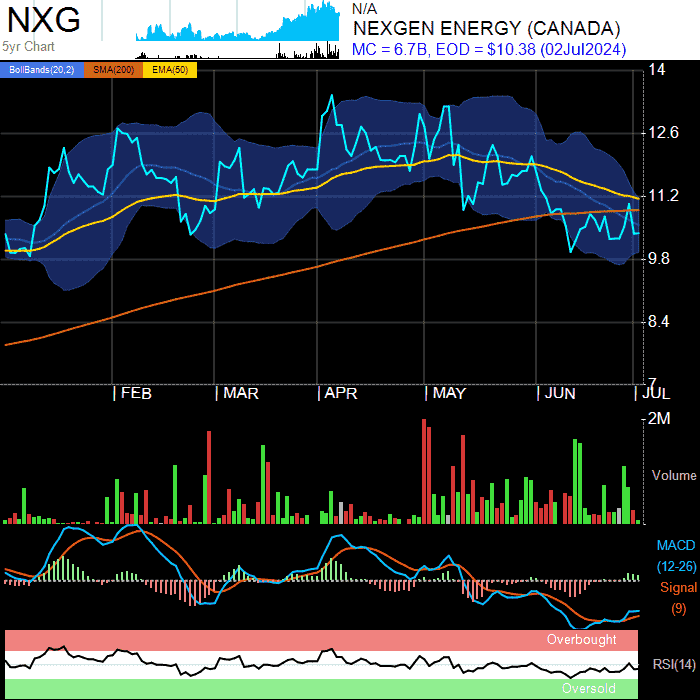 NXG
5yr Chart
N/A
NEXGEN ENERGY (CANADA)
MC = 6.7B, EOD = $10.38 (02Jul2024)
BollBands(20,2) SMA(200) EMA(50)
14
12.6
11.2
9.8
8.4
7
FEB MAR APR MAY JUN JUL
2M
Volume
MACD
(12-26)
Signal
(9)
Overbought
RSI(14)
Oversold